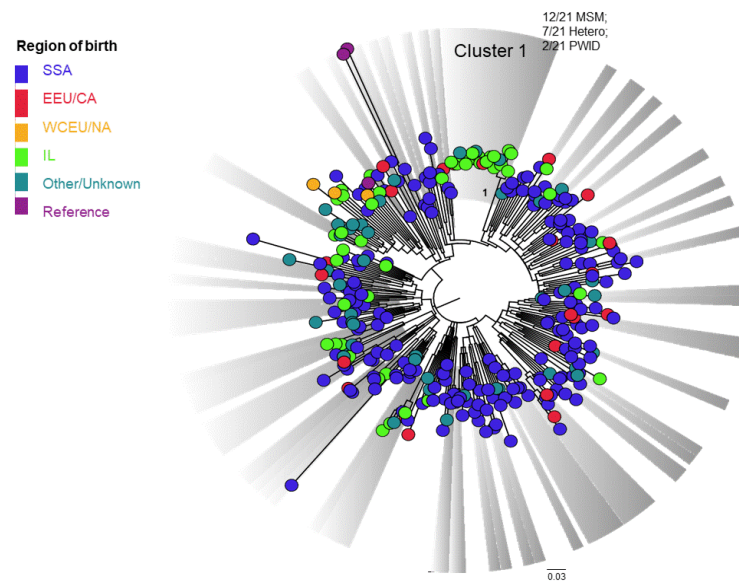 Region of birth
SSA
EEU/CA
WCEU/NA
IL
Other/Unknown
Reference
Cluster 1
12/21 MSM;
7/21 Hetero;
2/21 PWID
1
0.03